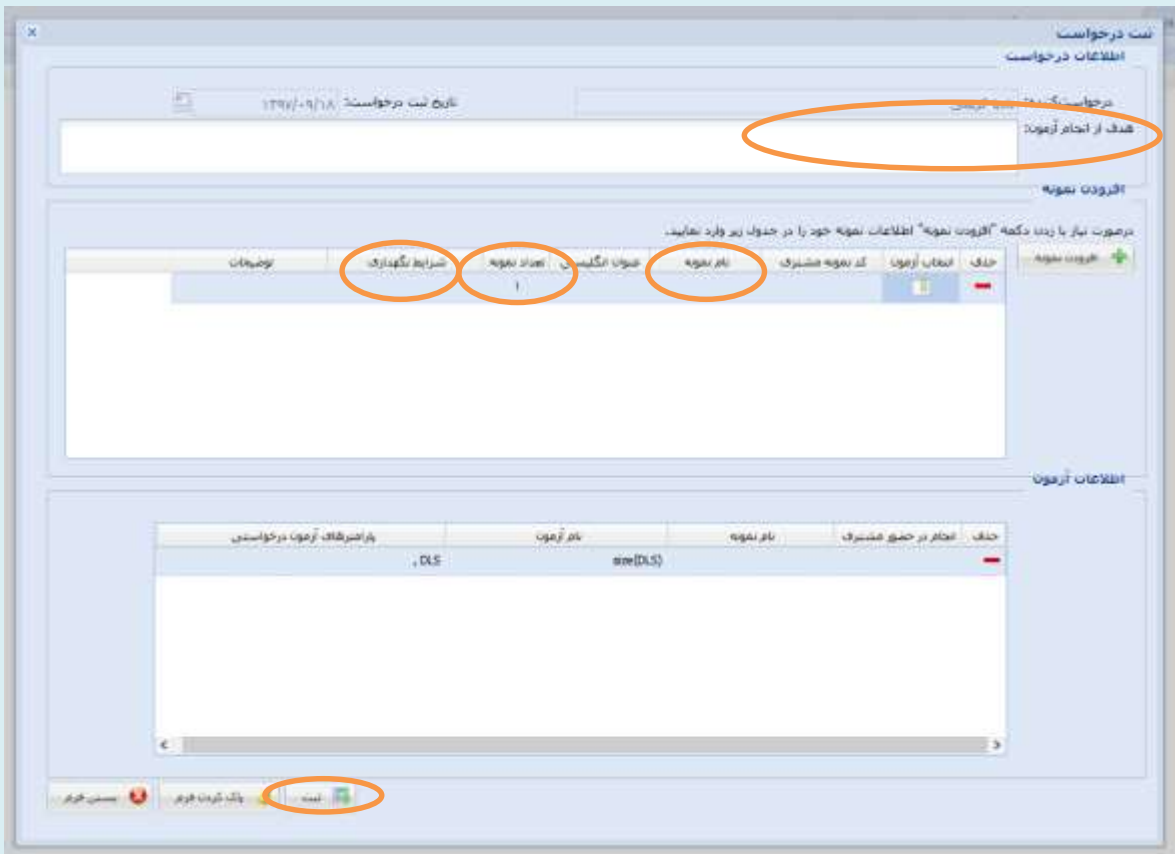 ثبت درخواست
اطلاعات درخواست
درخواست‌کننده: تاریخ ثبت درخواست: ۱۳۹۷/۰۹/۱۸
هدف از انجام آزمون:
افزودن نمونه
درصورت نیاز با زدن دکمه "افزودن نمونه" اطلاعات نمونه خود را در جدول زیر وارد نمایید.
افزودن نمونه
حذف انتخاب آزمون کد نمونه مشتری نام نمونه عنوان انگلیسی تعداد نمونه شرایط نگهداری توضیحات
۱
اطلاعات آزمون
حذف انجام در حضور مشتری نام نمونه نام آزمون پارامترهای آزمون درخواستی
size(DLS) , DLS
ثبت پاک کردن فرم بستن فرم